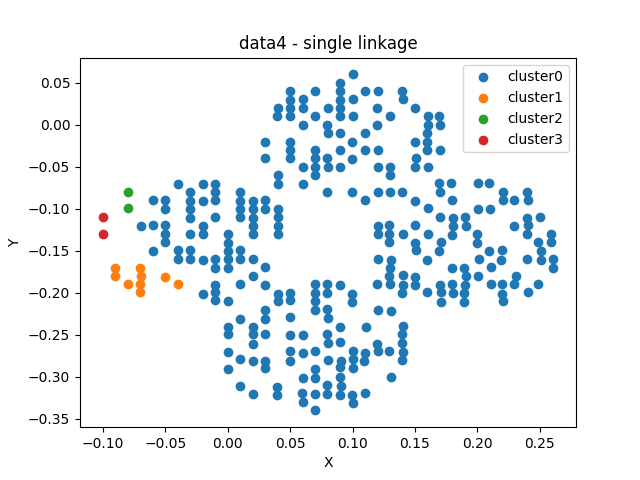 data4 - single linkage
cluster0
cluster1
cluster2
cluster3
0.05
0.00
−0.05
−0.10
−0.15
−0.20
−0.25
−0.30
−0.35
Y
−0.10 −0.05 0.00 0.05 0.10 0.15 0.20 0.25
X